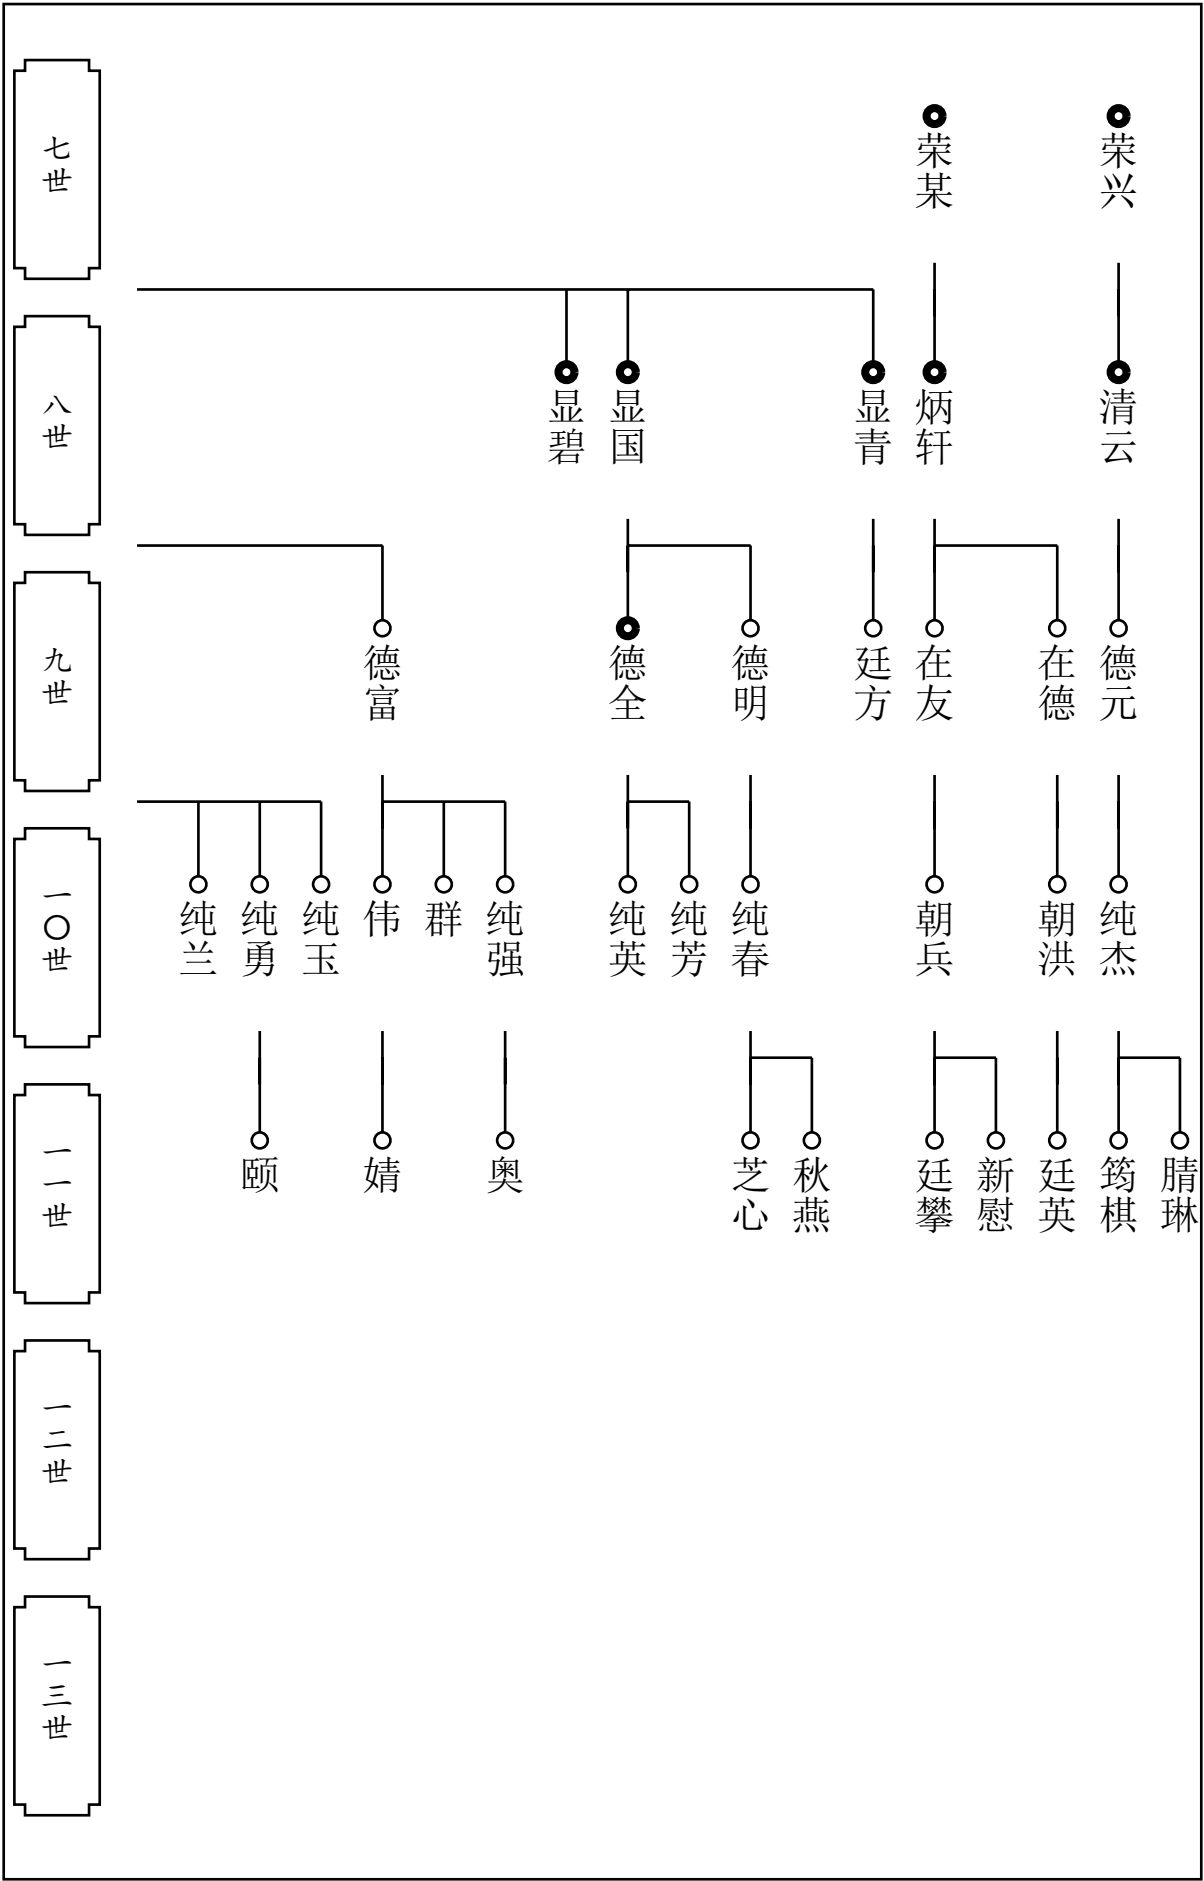 七世
荣兴
荣某
八世
清云
炳轩
显青
显国
显碧
九世
德元
在德
在友
廷方
德明
德全
德富
一〇世
纯杰
朝洪
朝兵
纯春
纯芳
纯英
纯强
群
伟
纯玉
纯勇
纯兰
一一世
腈琳
筠棋
廷英
新慰
廷攀
秋燕
芝心
奥
婧
颐
一二世
一三世